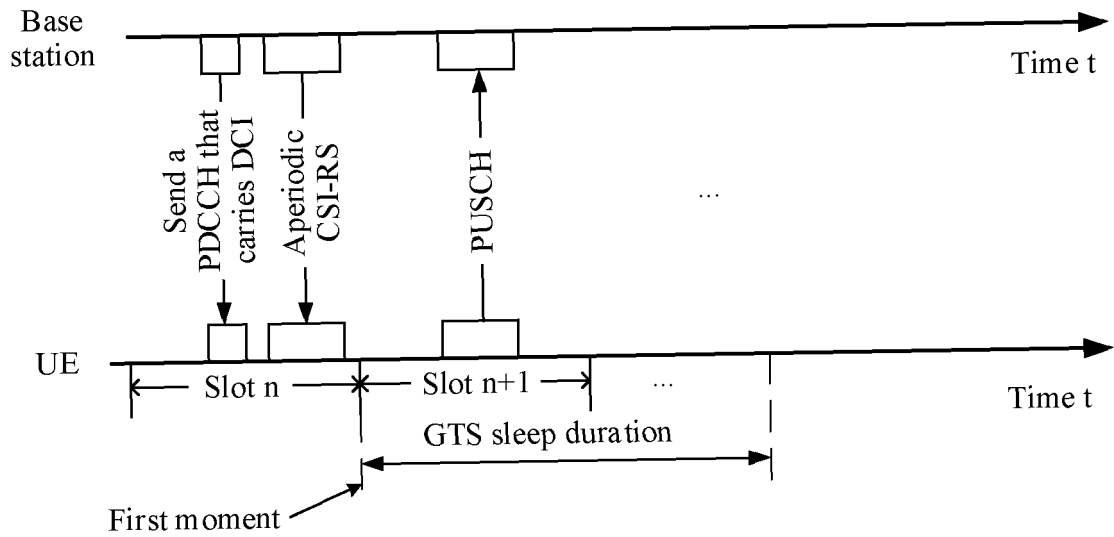 Base
station
Time t
Send a
PDCCH that
carries DCI
Aperiodic
CSI-RS
PUSCH
...
UE
Slot n
Slot n+1
...
Time t
GTS sleep duration
First moment